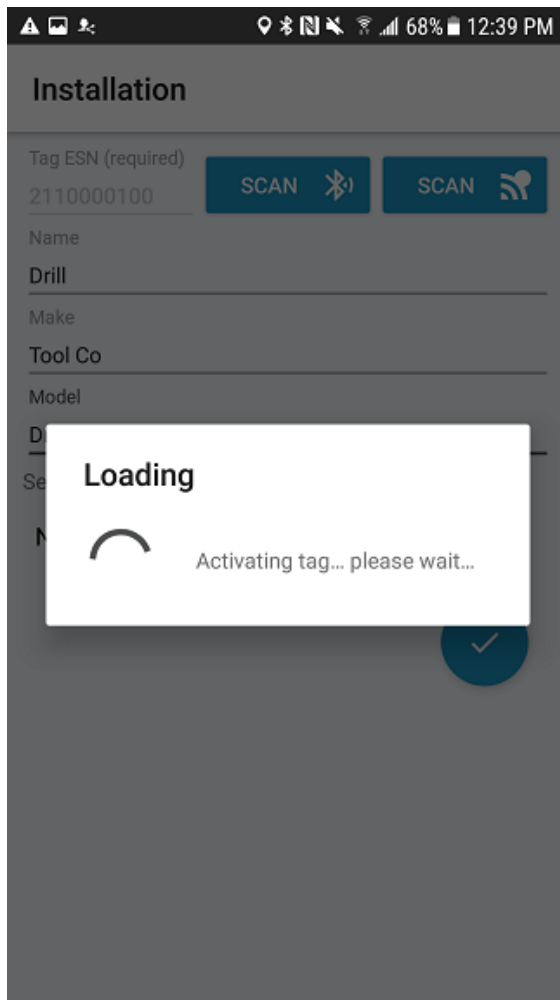 68% 12:39 PM
Installation
Tag ESN (required)
2110000100
SCAN
SCAN
Name
Drill
Make
Tool Co
Model
Loading
Activating tag... please wait...